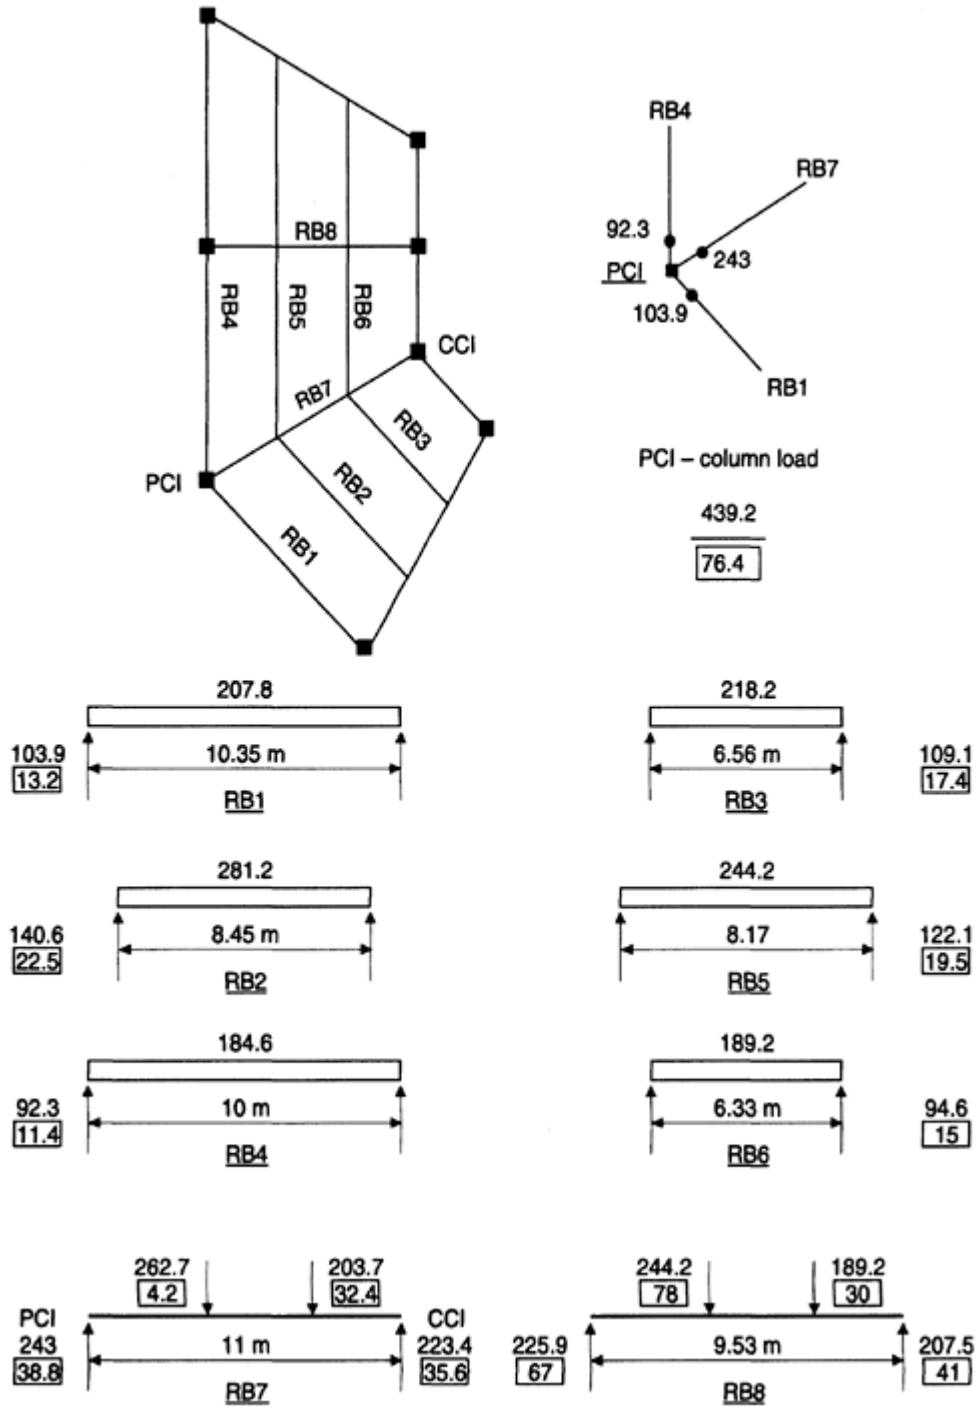 RB4
RB7
RB8
92.3
243
PCI
103.9
RB4
RB5
RB6
CCI
RB7
RB1
RB3
PCI – column load
PCI
RB2
439.2
RB1
76.4
207.8
218.2
103.9
13.2
10.35 m
6.56 m
109.1
17.4
RB1
RB3
281.2
244.2
140.6
22.5
8.45 m
8.17
122.1
19.5
RB2
RB5
184.6
189.2
92.3
11.4
10 m
6.33 m
94.6
15
RB4
RB6
262.7
4.2
203.7
32.4
244.2
78
189.2
30
PCI
243
38.8
11 m
CCI
223.4
35.6
225.9
67
9.53 m
207.5
41
RB7
RB8